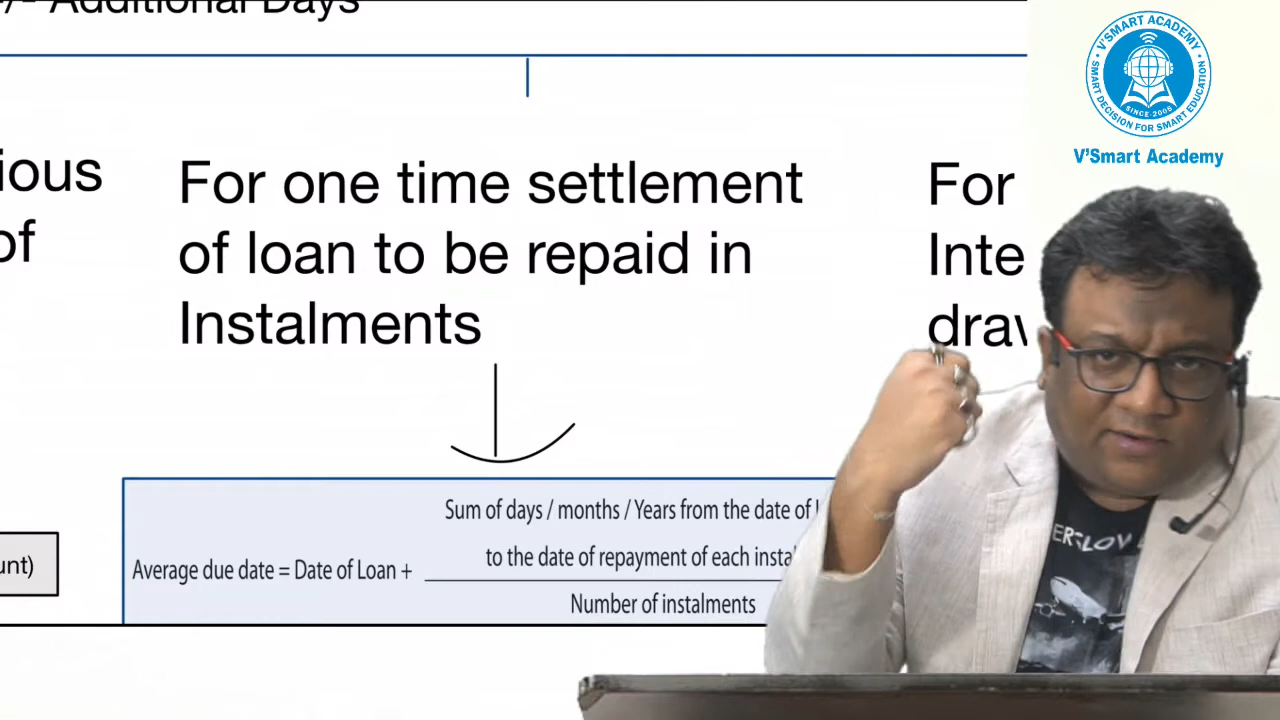 +/- Additional Days
ious
of
For one time settlement
of loan to be repaid in
Instalments
For
Inte
draw
unt)
Average due date = Date of Loan +
Sum of days / months / Years from the date of
to the date of repayment of each insta
Number of instalments
V'SMART ACADEMY
SINCE-2006
SMART DECISION FOR SMART EDUCATION
V'Smart Academy